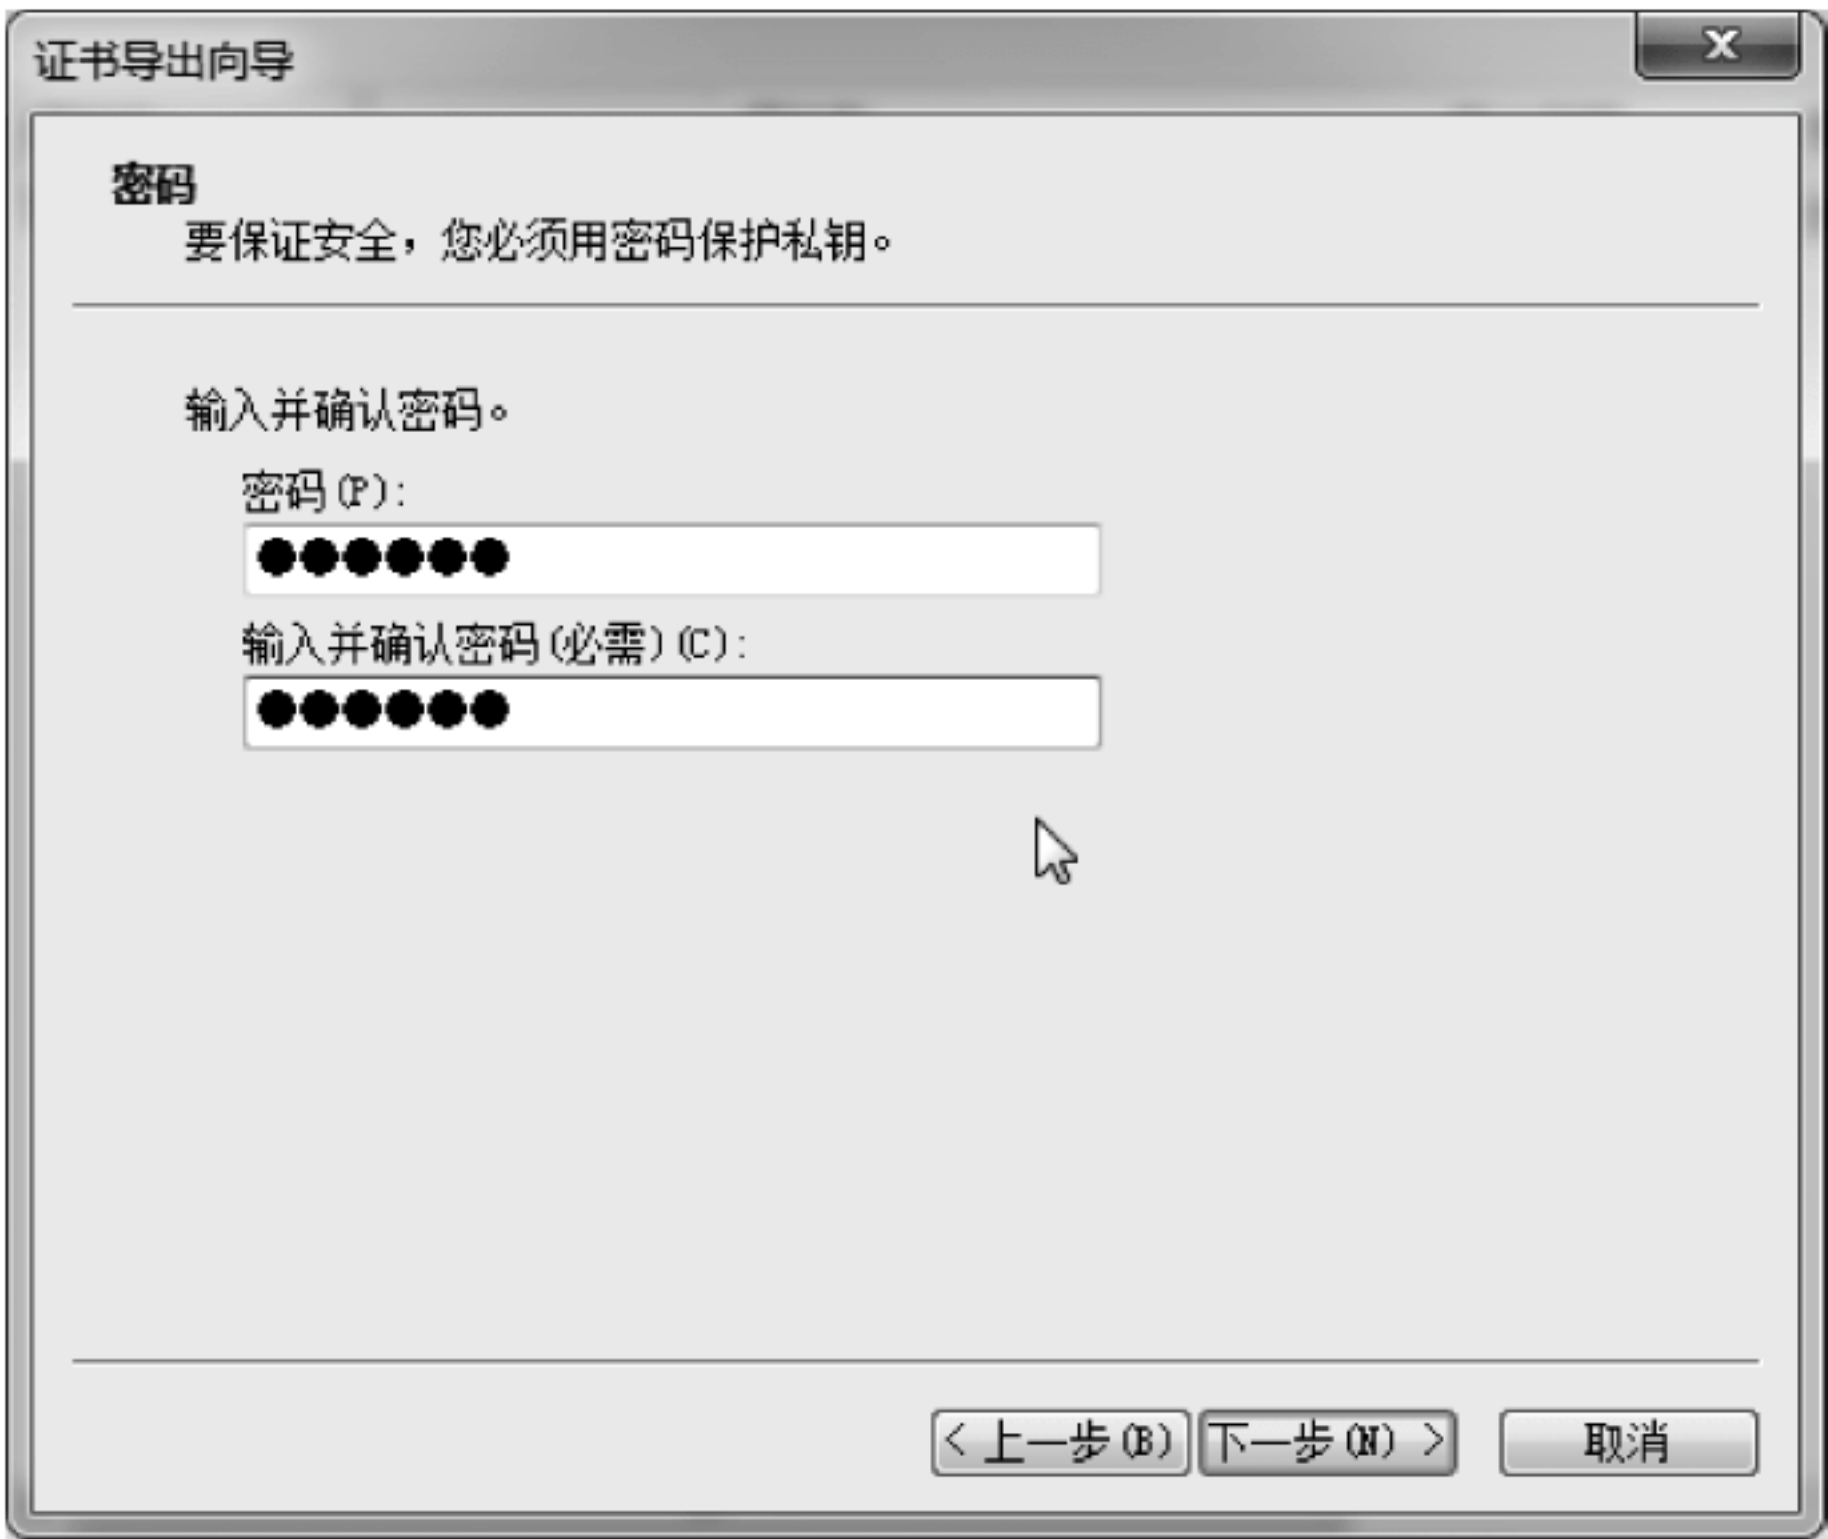 证书导出向导
密码
要保证安全，您必须用密码保护私钥。
输入并确认密码。
密码(P):
●●●●●●
输入并确认密码(必需)(C):
●●●●●●
< 上一步(B) 下一步(N) > 取消